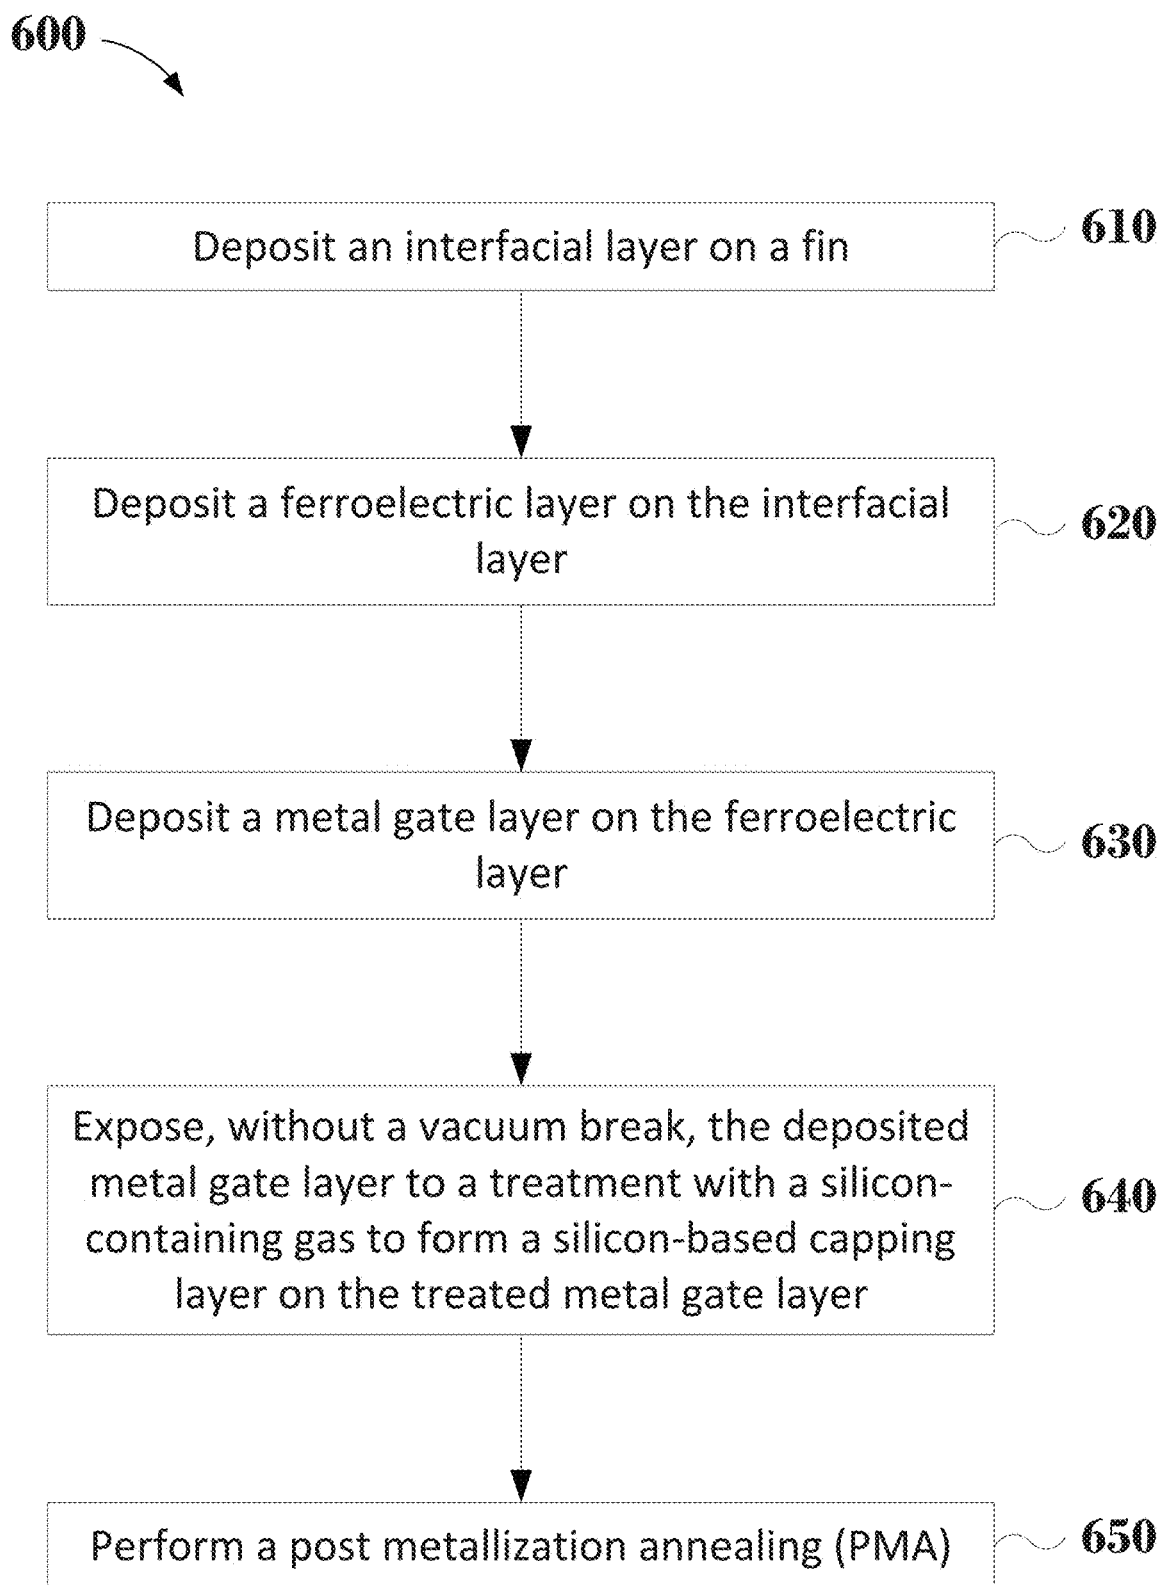 600
Deposit an interfacial layer on a fin
610
Deposit a ferroelectric layer on the interfacial
layer
620
Deposit a metal gate layer on the ferroelectric
layer
630
Expose, without a vacuum break, the deposited
metal gate layer to a treatment with a silicon-
containing gas to form a silicon-based capping
layer on the treated metal gate layer
640
Perform a post metallization annealing (PMA)
650